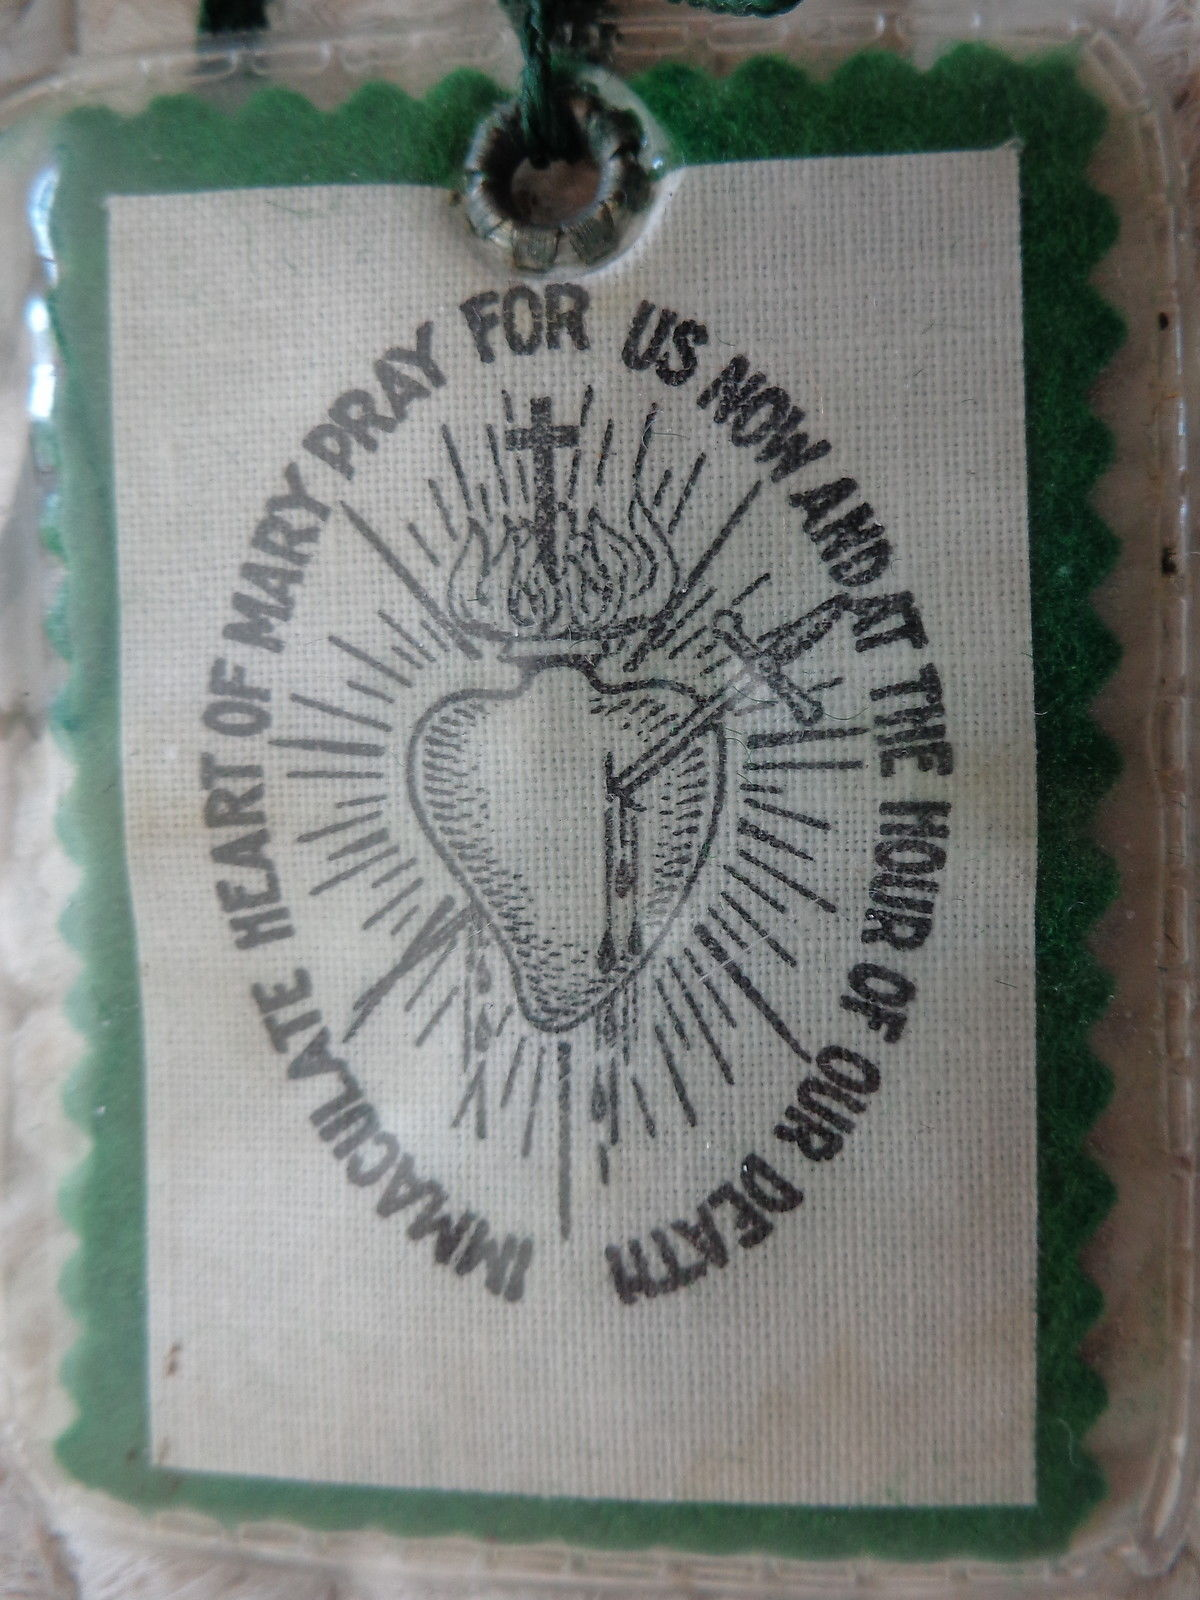 IMMACULATE HEART OF MARY PRAY FOR US NOW AND AT THE HOUR OF OUR DEATH